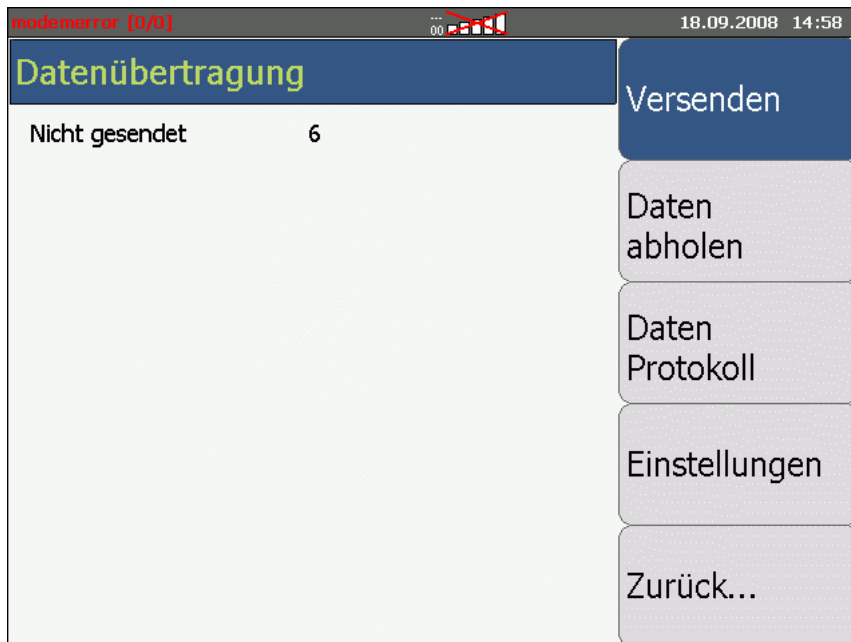 modemerror [0/0]
---
00
18.09.2008 14:58
Datenübertragung
Nicht gesendet 6
Versenden
Daten
abholen
Daten
Protokoll
Einstellungen
Zurück...